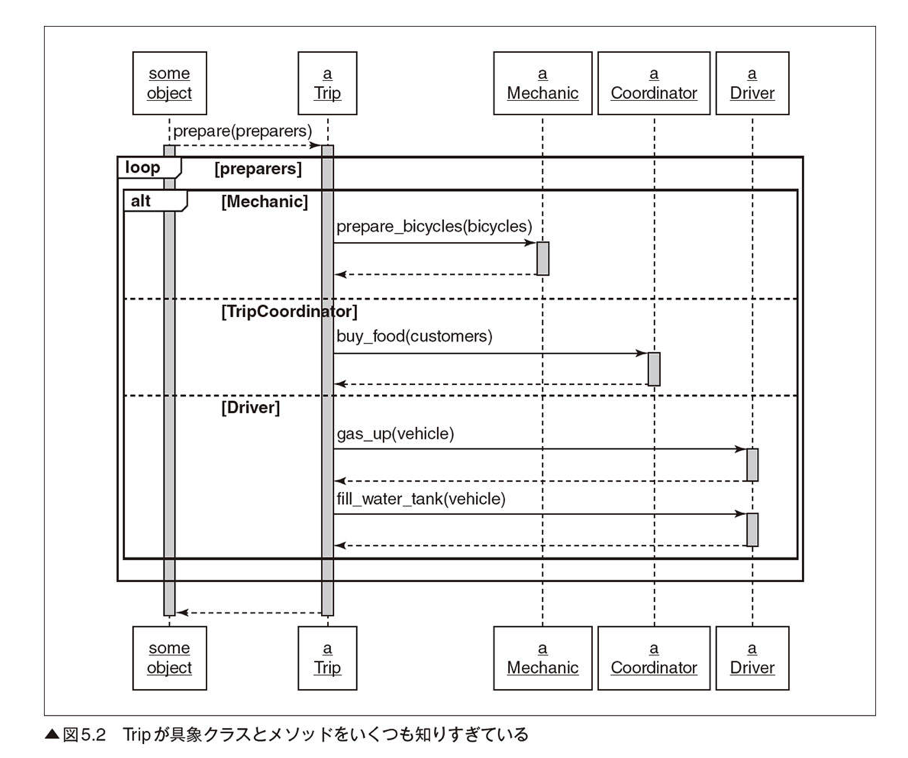 some
object
a
Trip
a
Mechanic
a
Coordinator
a
Driver
prepare(preparers)
loop
[preparers]
alt
[Mechanic]
prepare_bicycles(bicycles)
[TripCoordinator]
buy_food(customers)
[Driver]
gas_up(vehicle)
fill_water_tank(vehicle)
some
object
a
Trip
a
Mechanic
a
Coordinator
a
Driver
▲図5.2 Tripが具象クラスとメソッドをいくつも知りすぎている